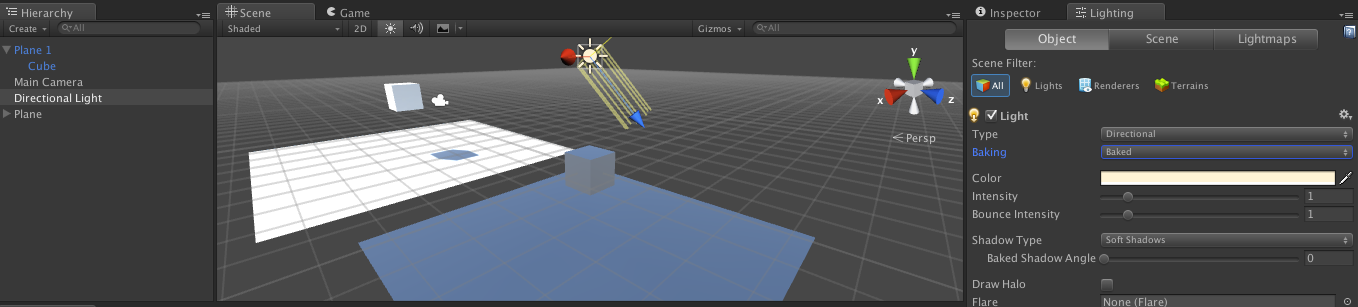 Hierarchy
Create
All
Plane 1
Cube
Main Camera
Directional Light
Plane
Scene
Game
Shaded
2D
Gizmos
All
y
x
z
Persp
Inspector
Lighting
Object
Scene
Lightmaps
Scene Filter:
All
Lights
Renderers
Terrains
Light
Type
Directional
Baking
Baked
Color
Intensity
1
Bounce Intensity
1
Shadow Type
Soft Shadows
Baked Shadow Angle
0
Draw Halo
Flare
None (Flare)